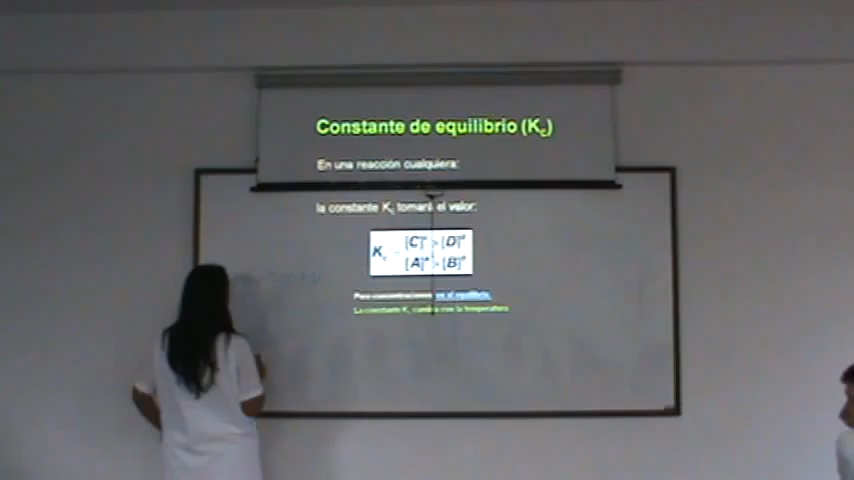 Constante de equilibrio (Kc)
En una reacción cualquiera:
la constante Kc tomará el valor:
Kc = [C]c · [D]d
[A]a · [B]b
Para concentraciones en el equilibrio
La constante Kc cambia con la temperatura